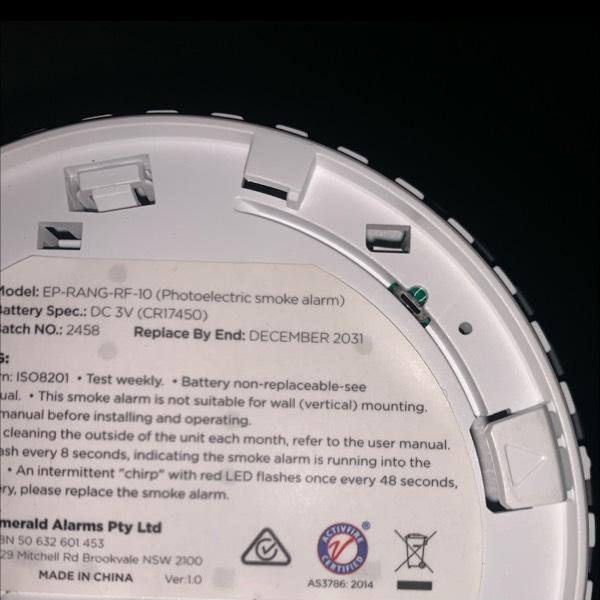 Model: EP-RANG-RF-10 (Photoelectric smoke alarm)
Battery Spec.: DC 3V (CR17450)
Batch NO.: 2458 Replace By End: DECEMBER 2031
G:
rn: ISO8201 • Test weekly. • Battery non-replaceable-see
ual. • This smoke alarm is not suitable for wall (vertical) mounting.
manual before installing and operating.
cleaning the outside of the unit each month, refer to the user manual.
ash every 8 seconds, indicating the smoke alarm is running into the
• An intermittent "chirp" with red LED flashes once every 48 seconds,
ry, please replace the smoke alarm.
merald Alarms Pty Ltd
BN 50 632 601 453
29 Mitchell Rd Brookvale NSW 2100
MADE IN CHINA Ver:1.0
ACTIVFIRE
®
CERTIFIED
AS3786: 2014